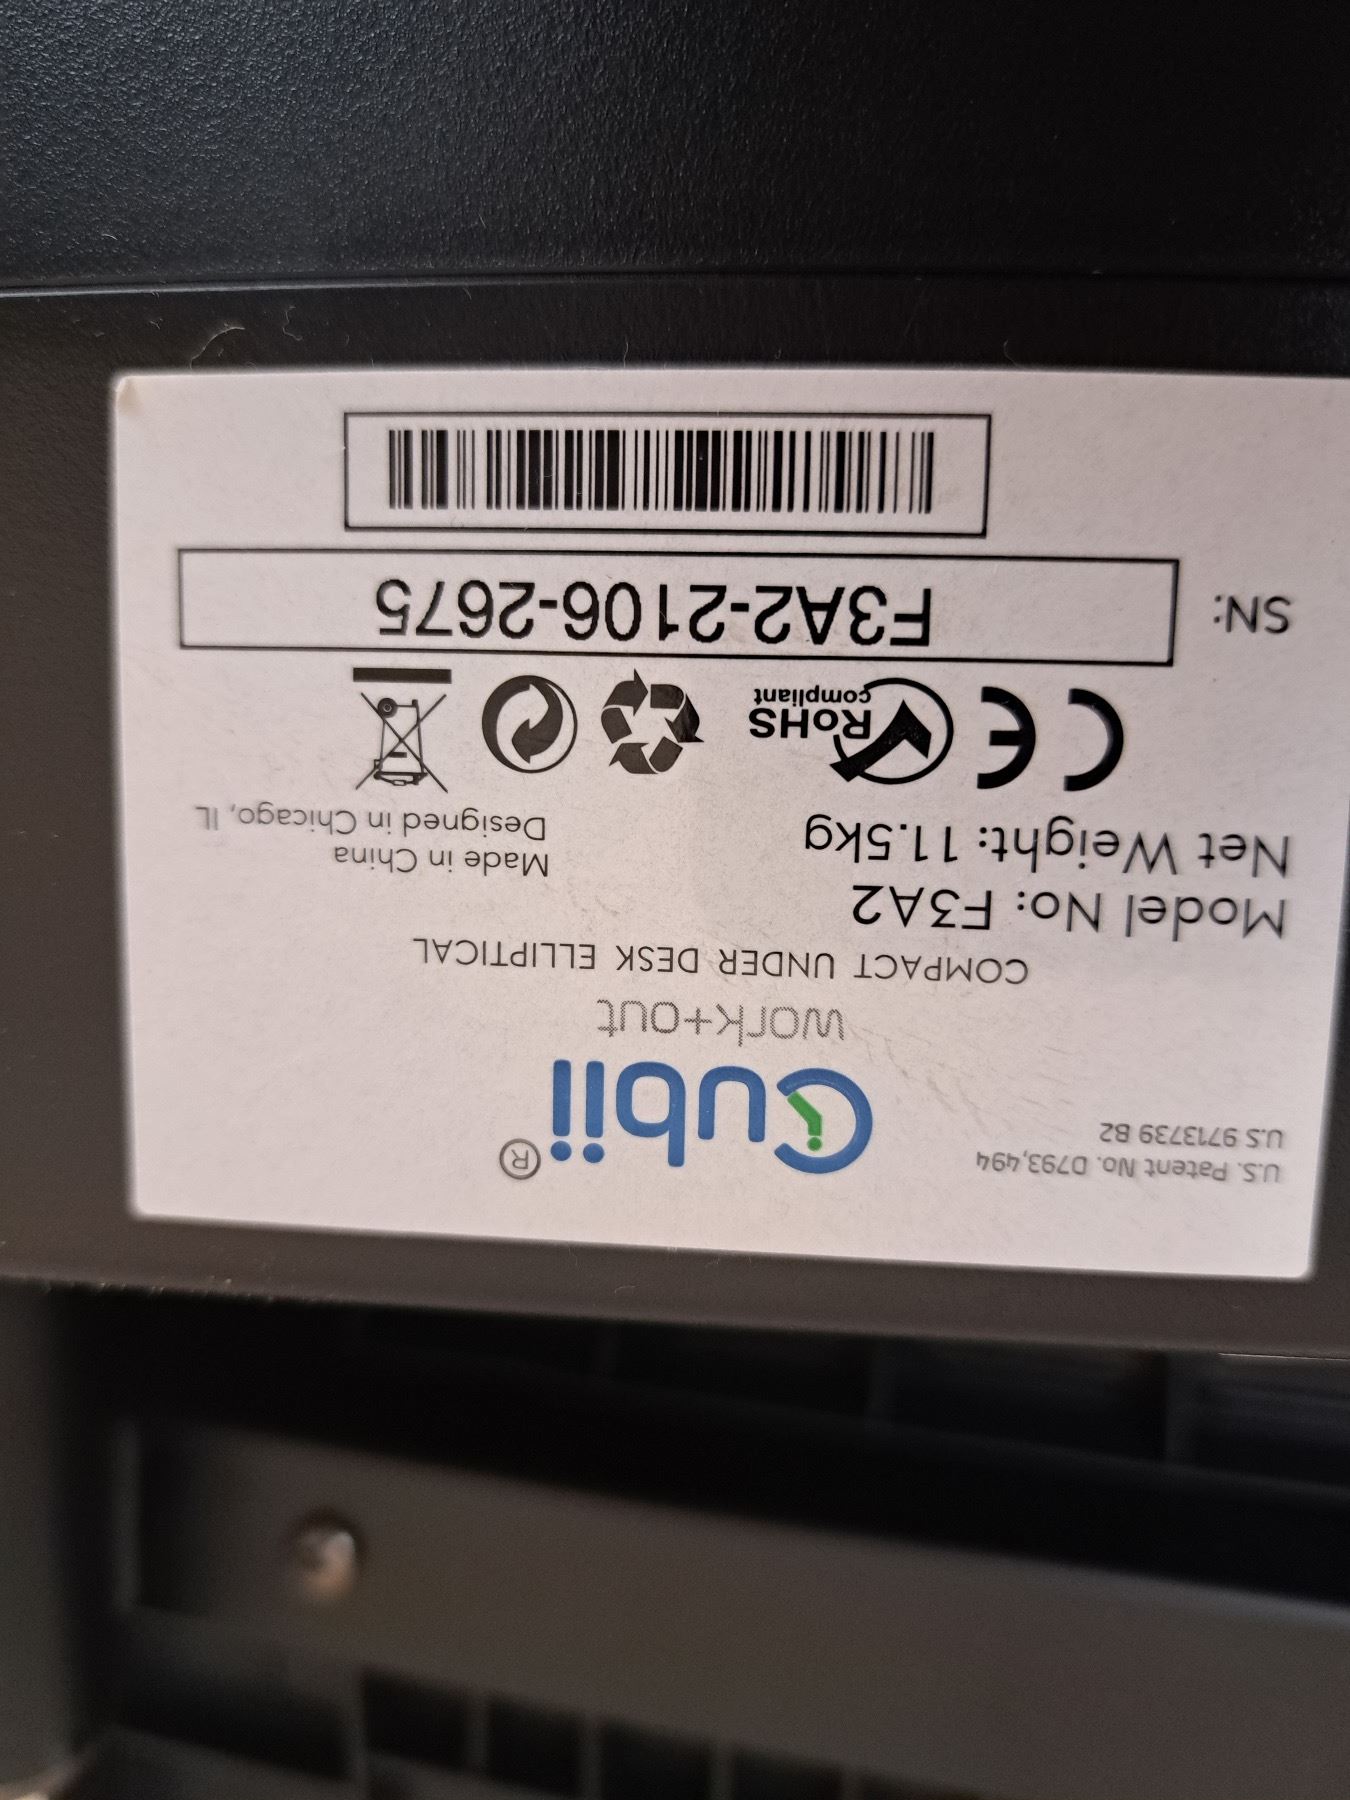 U.S. Patent No. D793,494
U.S 9713739 B2
Cubii®
work+out
COMPACT UNDER DESK ELLIPTICAL
Model No: F3A2
Net Weight: 11.5kg
Made in China
Designed in Chicago, IL
CE
RoHS
compliant
SN: F3A2-2106-2675